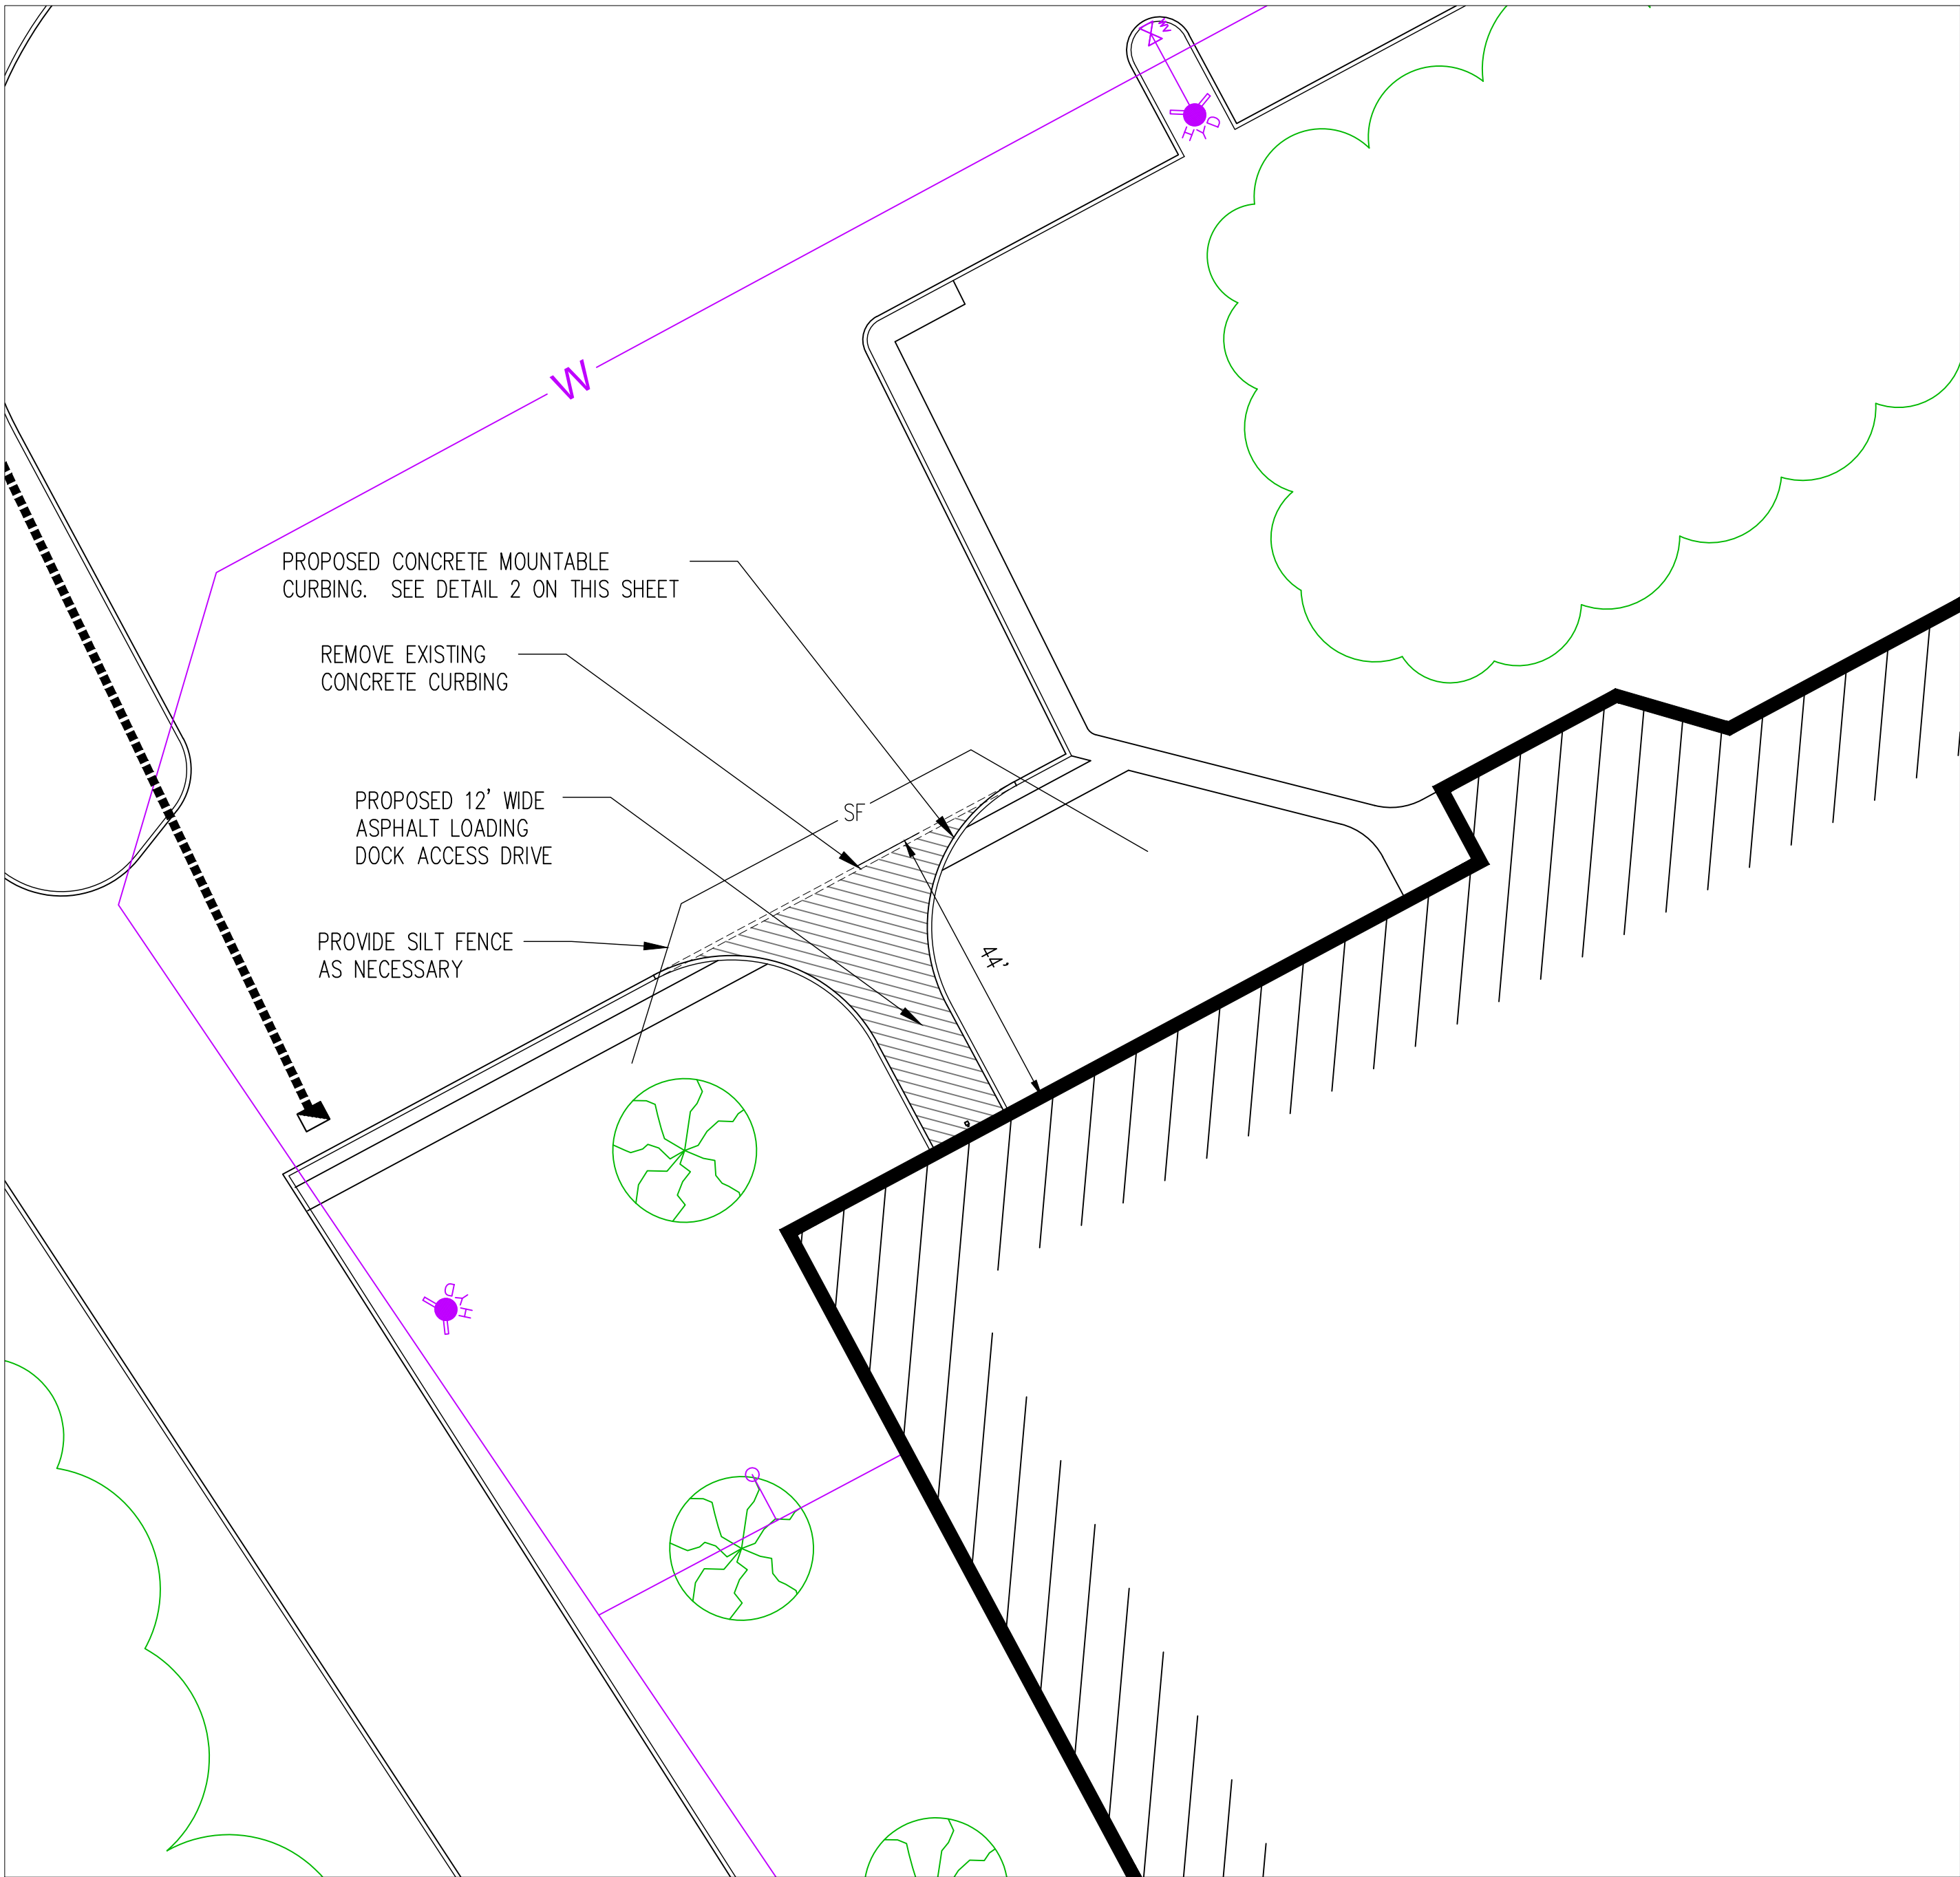 HYD
W
PROPOSED CONCRETE MOUNTABLE
CURBING. SEE DETAIL 2 ON THIS SHEET
REMOVE EXISTING
CONCRETE CURBING
PROPOSED 12' WIDE
ASPHALT LOADING
DOCK ACCESS DRIVE
SF
PROVIDE SILT FENCE
AS NECESSARY
44'
HYD